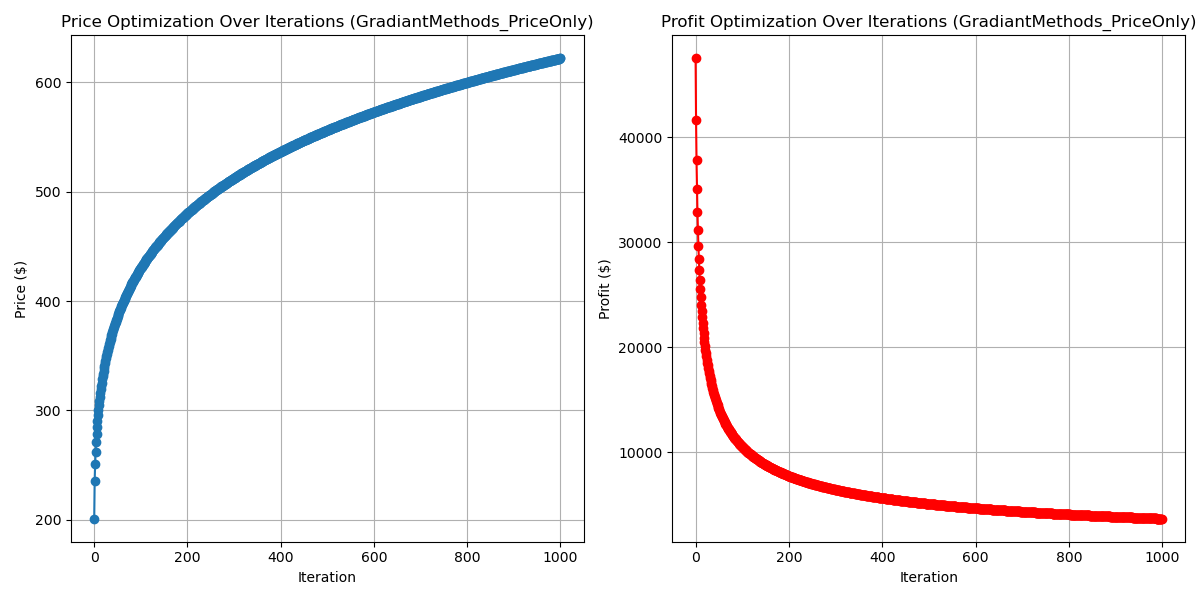 Price Optimization Over Iterations (GradiantMethods_PriceOnly)
Price ($)
600
500
400
300
200
0 200 400 600 800 1000
Iteration
Profit Optimization Over Iterations (GradiantMethods_PriceOnly)
Profit ($)
40000
30000
20000
10000
0 200 400 600 800 1000
Iteration